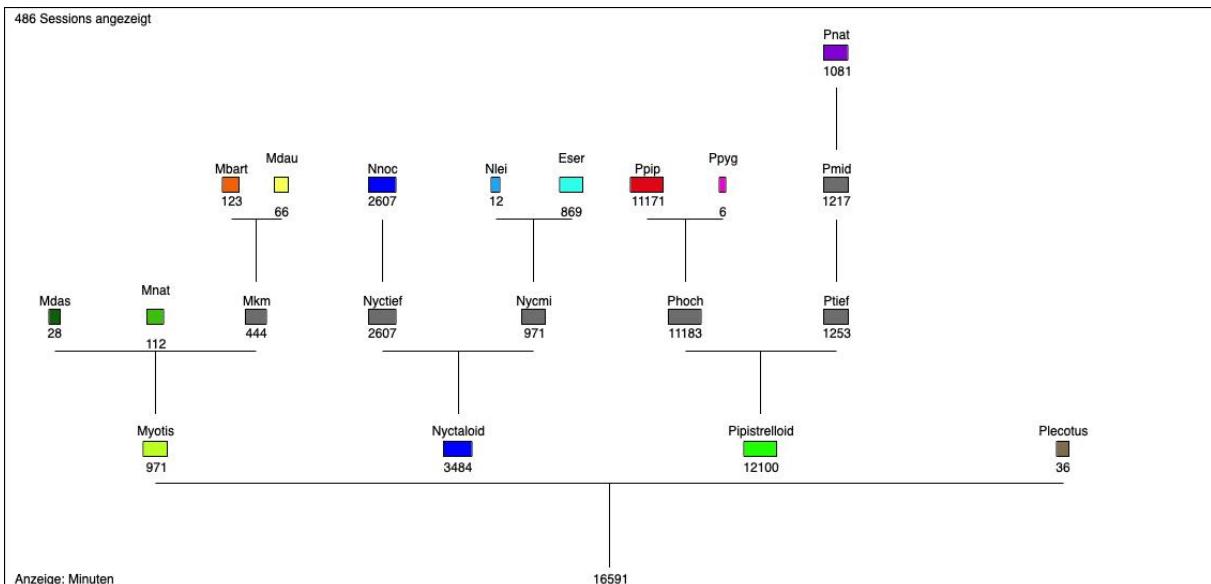 486 Sessions angezeigt
Pnat
1081
Mbart
Mdau
Nnoc
Nlei
Eser
Ppip
Ppyg
Pmid
123
66
2607
12
869
11171
6
1217
Mdas
Mnat
Mkm
Nyctief
Nycmi
Phoch
Ptief
28
112
444
2607
971
11183
1253
Myotis
Nyctaloid
Pipistrelloid
Plecotus
971
3484
12100
36
Anzeige: Minuten
16591